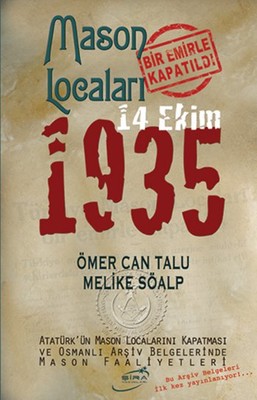 Mason
Locaları
BİR EMİRLE
KAPATILDI
14 Ekim
1935
ÖMER CAN TALU
MELİKE SÖALP
ATATÜRK'ÜN MASON LOCALARINI KAPATMASI
VE OSMANLI ARŞİV BELGELERİNDE
MASON FAALİYETLERİ
Bu Arşiv Belgeleri
İlk kez yayınlanıyor!...